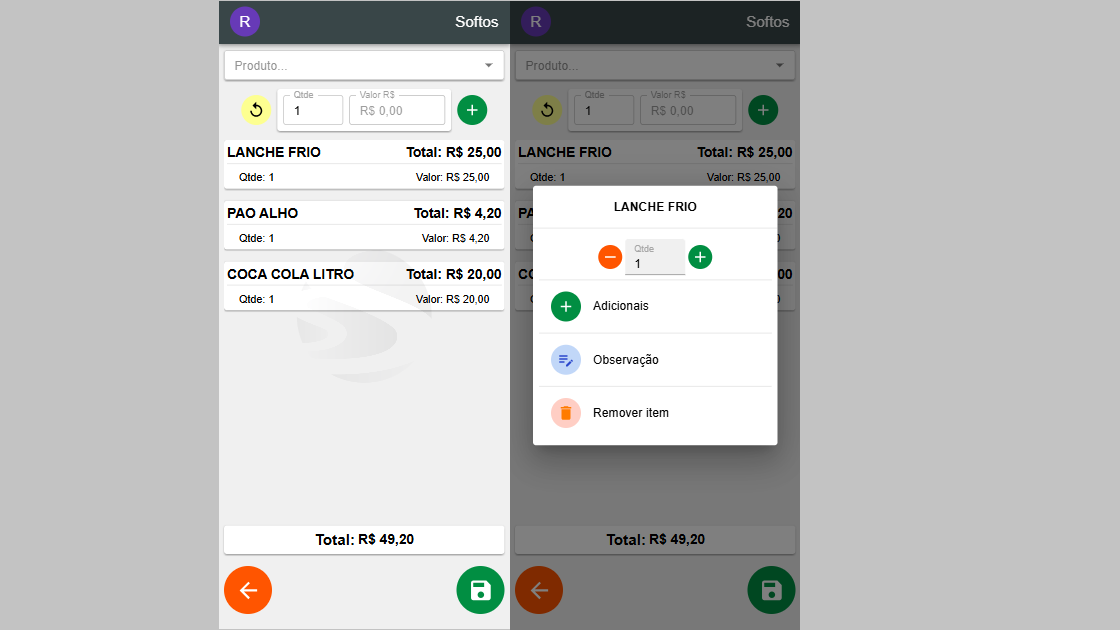 R
Softos
Produto...
Qtde
1
Valor R$
R$ 0,00
LANCHE FRIO
Total: R$ 25,00
Qtde: 1
Valor: R$ 25,00
PAO ALHO
Total: R$ 4,20
Qtde: 1
Valor: R$ 4,20
COCA COLA LITRO
Total: R$ 20,00
Qtde: 1
Valor: R$ 20,00
Total: R$ 49,20
R
Softos
Produto...
Qtde
1
Valor R$
R$ 0,00
LANCHE FRIO
Total: R$ 25,00
Qtde: 1
Valor: R$ 25,00
LANCHE FRIO
Qtde
1
Adicionais
Observação
Remover item
Total: R$ 49,20